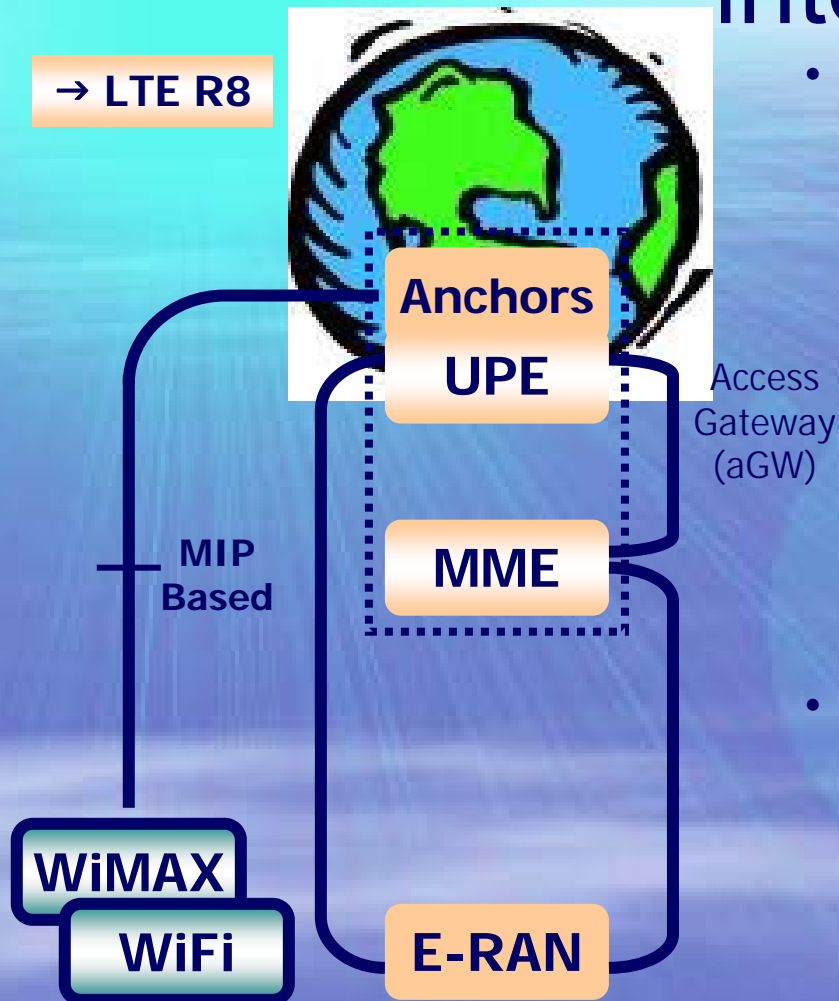 → LTE R8
Anchors
UPE
Access
Gateway
(aGW)
MIP
Based
MME
WiMAX
WiFi
E-RAN